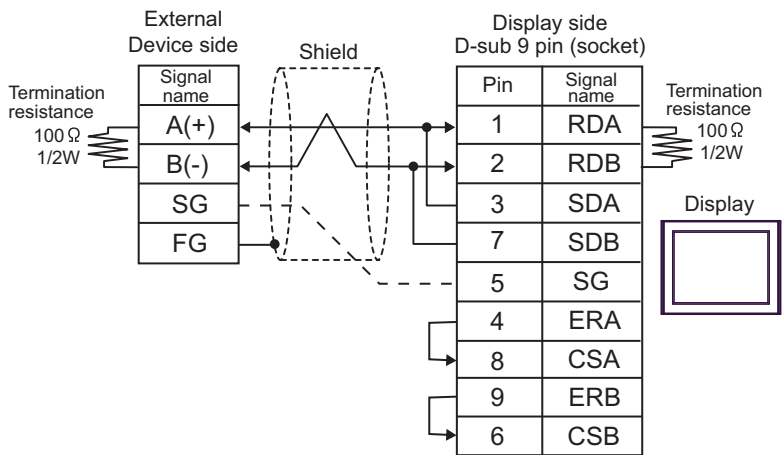 External
Device side
Shield
Display side
D-sub 9 pin (socket)
Termination
resistance
100Ω
1/2W
Signal
name
A(+)
B(-)
SG
FG
Pin
Signal
name
1 RDA
2 RDB
3 SDA
7 SDB
5 SG
4 ERA
8 CSA
9 ERB
6 CSB
Termination
resistance
100Ω
1/2W
Display